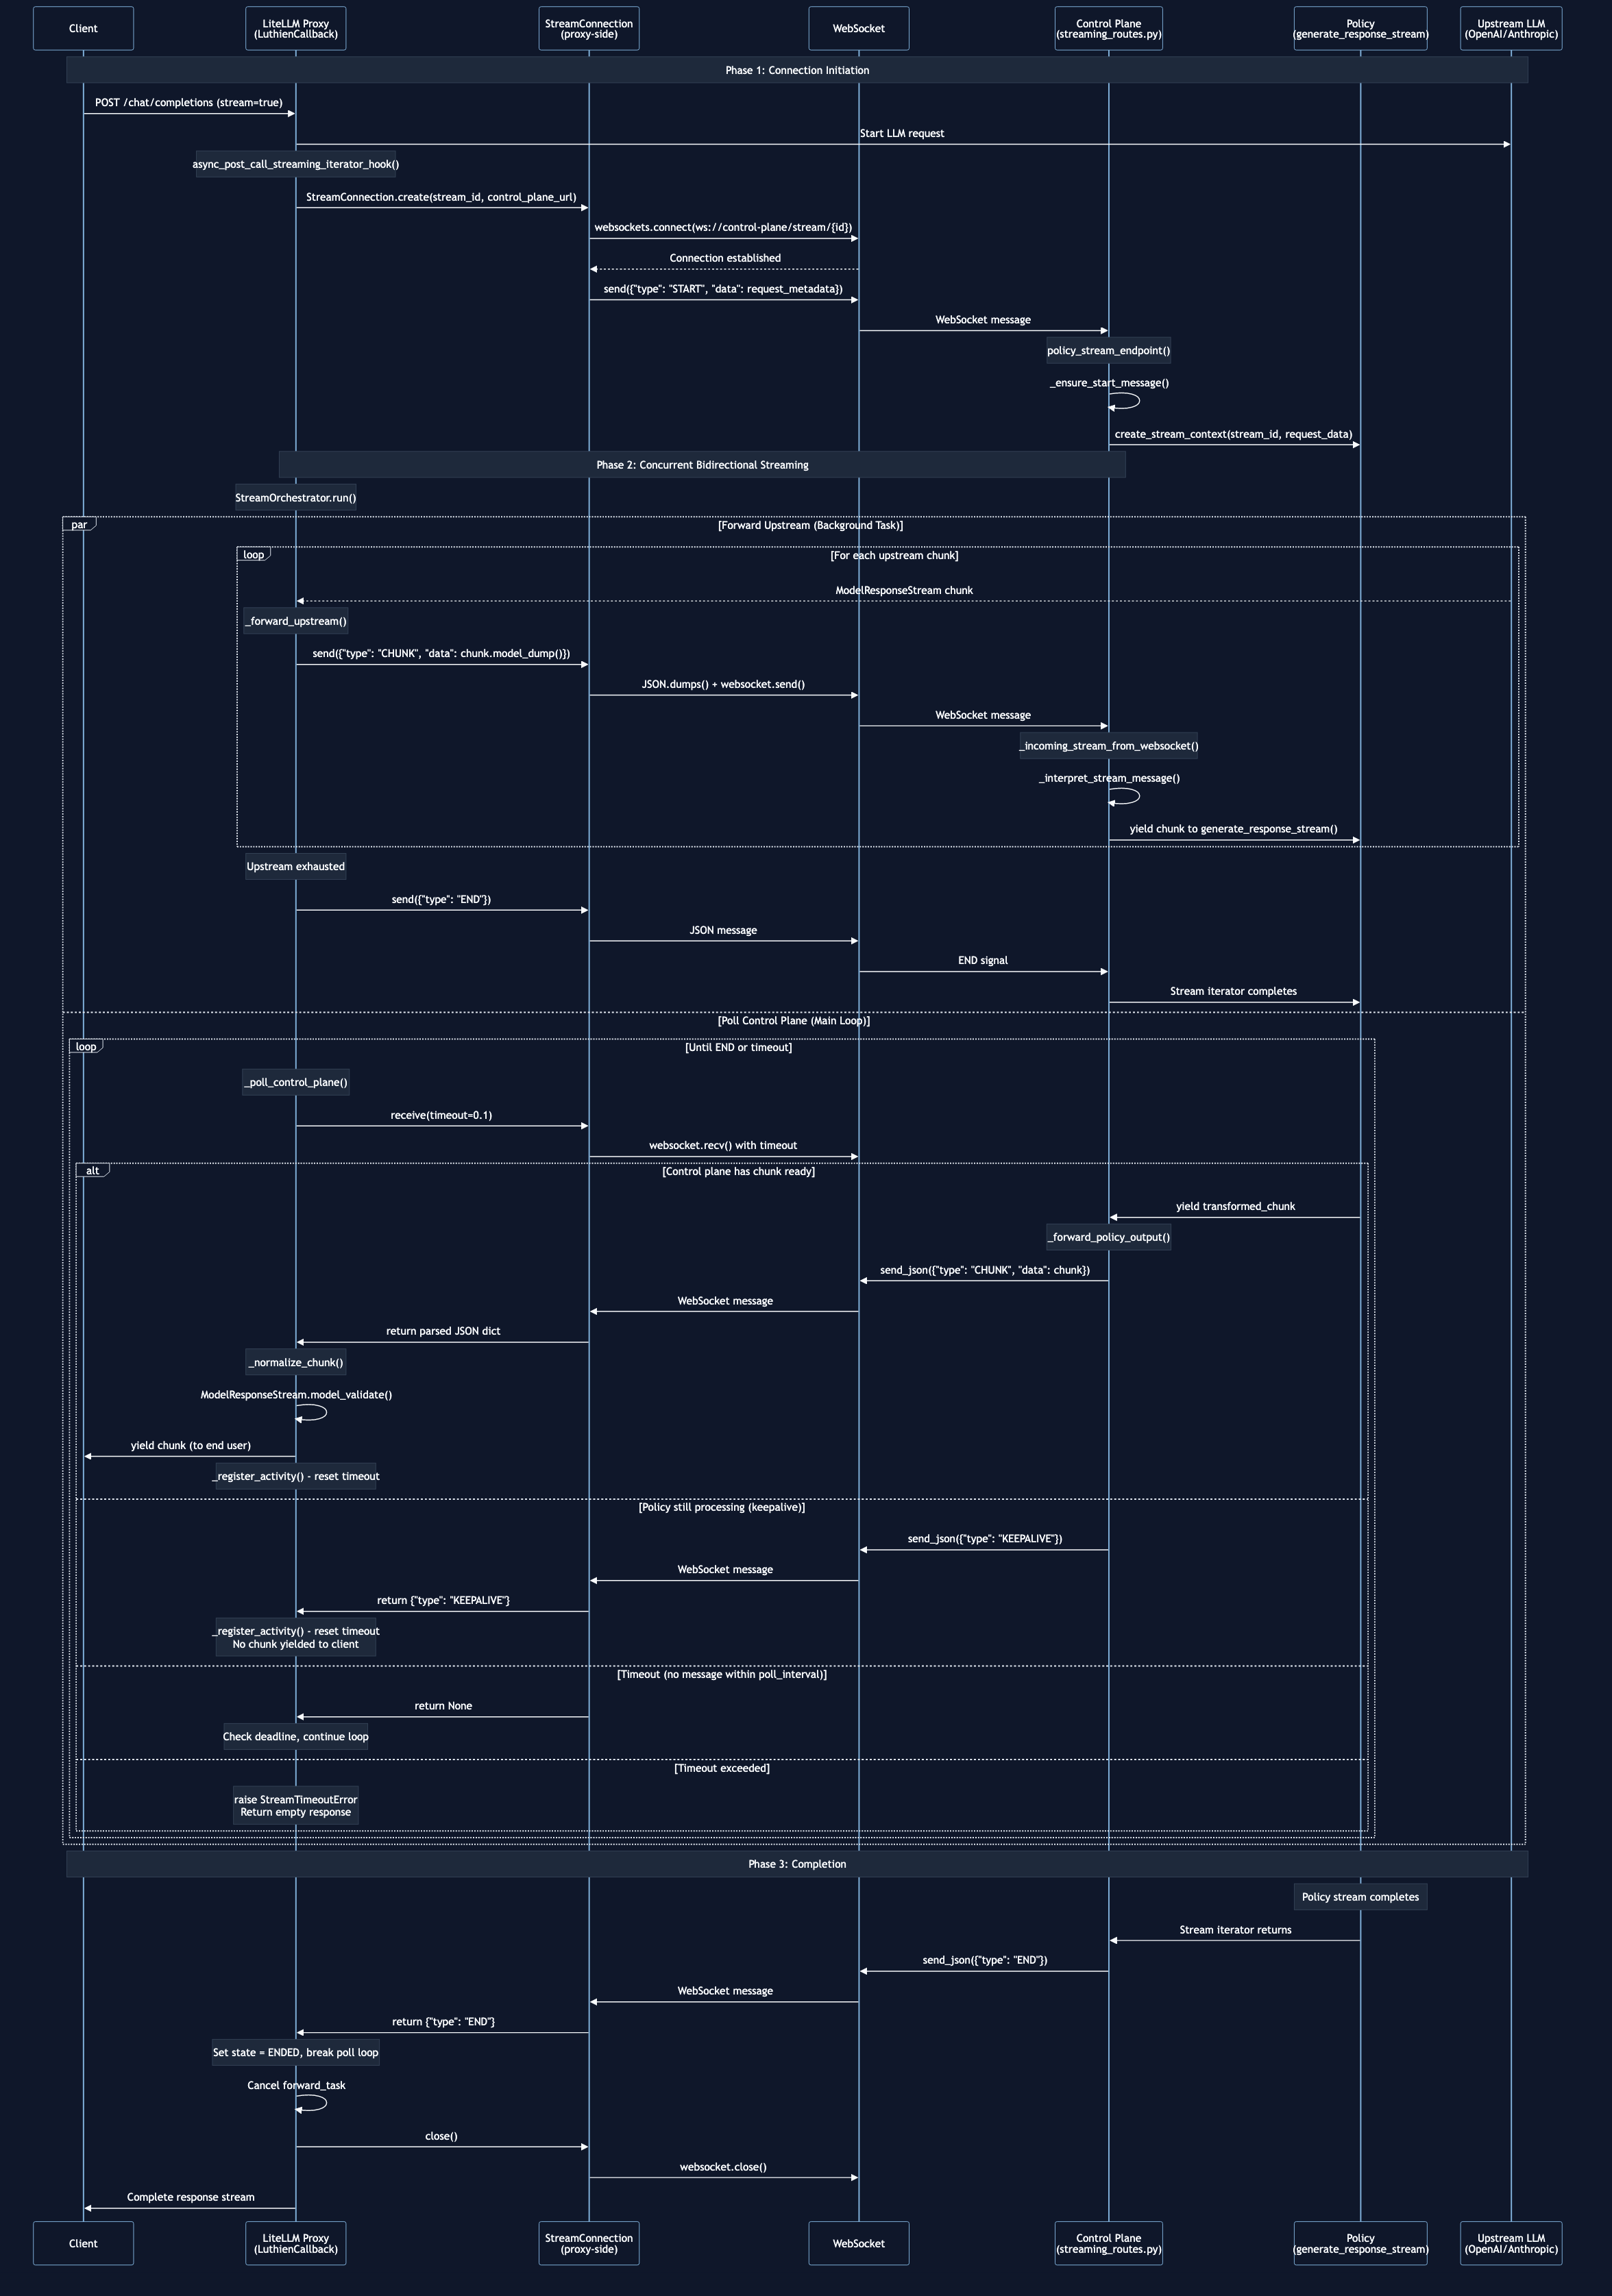 Client
LiteLLM Proxy
(LuthienCallback)
StreamConnection
(proxy-side)
WebSocket
Control Plane
(streaming_routes.py)
Policy
(generate_response_stream)
Upstream LLM
(OpenAI/Anthropic)
Phase 1: Connection Initiation
POST /chat/completions (stream=true)
Start LLM request
async_post_call_streaming_iterator_hook()
StreamConnection.create(stream_id, control_plane_url)
websockets.connect(ws://control-plane/stream/{id})
Connection established
send({"type": "START", "data": request_metadata})
WebSocket message
policy_stream_endpoint()
_ensure_start_message()
create_stream_context(stream_id, request_data)
Phase 2: Concurrent Bidirectional Streaming
StreamOrchestrator.run()
par
[Forward Upstream (Background Task)]
loop
[For each upstream chunk]
ModelResponseStream chunk
_forward_upstream()
send({"type": "CHUNK", "data": chunk.model_dump()})
JSON.dumps() + websocket.send()
WebSocket message
_incoming_stream_from_websocket()
_interpret_stream_message()
yield chunk to generate_response_stream()
Upstream exhausted
send({"type": "END"})
JSON message
END signal
Stream iterator completes
[Poll Control Plane (Main Loop)]
loop
[Until END or timeout]
_poll_control_plane()
receive(timeout=0.1)
websocket.recv() with timeout
alt
[Control plane has chunk ready]
yield transformed_chunk
_forward_policy_output()
send_json({"type": "CHUNK", "data": chunk})
WebSocket message
return parsed JSON dict
_normalize_chunk()
ModelResponseStream.model_validate()
yield chunk (to end user)
_register_activity() - reset timeout
[Policy still processing (keepalive)]
send_json({"type": "KEEPALIVE"})
WebSocket message
return {"type": "KEEPALIVE"}
_register_activity() - reset timeout
No chunk yielded to client
[Timeout (no message within poll_interval)]
return None
Check deadline, continue loop
[Timeout exceeded]
raise StreamTimeoutError
Return empty response
Phase 3: Completion
Policy stream completes
Stream iterator returns
send_json({"type": "END"})
WebSocket message
return {"type": "END"}
Set state = ENDED, break poll loop
Cancel forward_task
close()
websocket.close()
Complete response stream
Client
LiteLLM Proxy
(LuthienCallback)
StreamConnection
(proxy-side)
WebSocket
Control Plane
(streaming_routes.py)
Policy
(generate_response_stream)
Upstream LLM
(OpenAI/Anthropic)